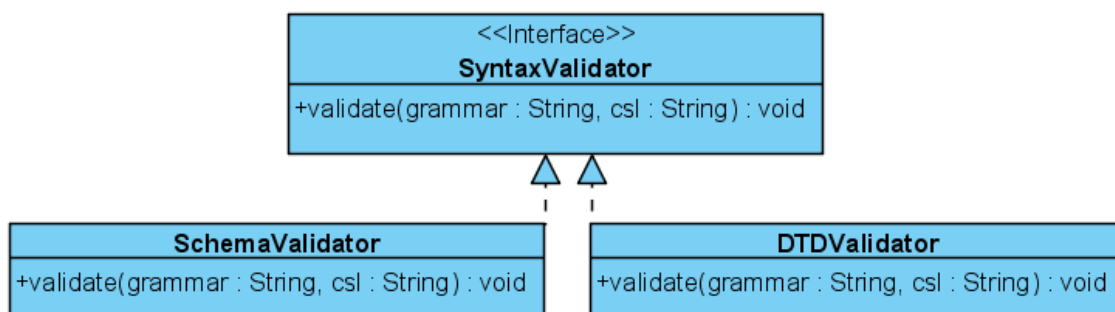 <<Interface>>
SyntaxValidator
+validate(grammar : String, csl : String) : void
SchemaValidator
+validate(grammar : String, csl : String) : void
DTDValidator
+validate(grammar : String, csl : String) : void